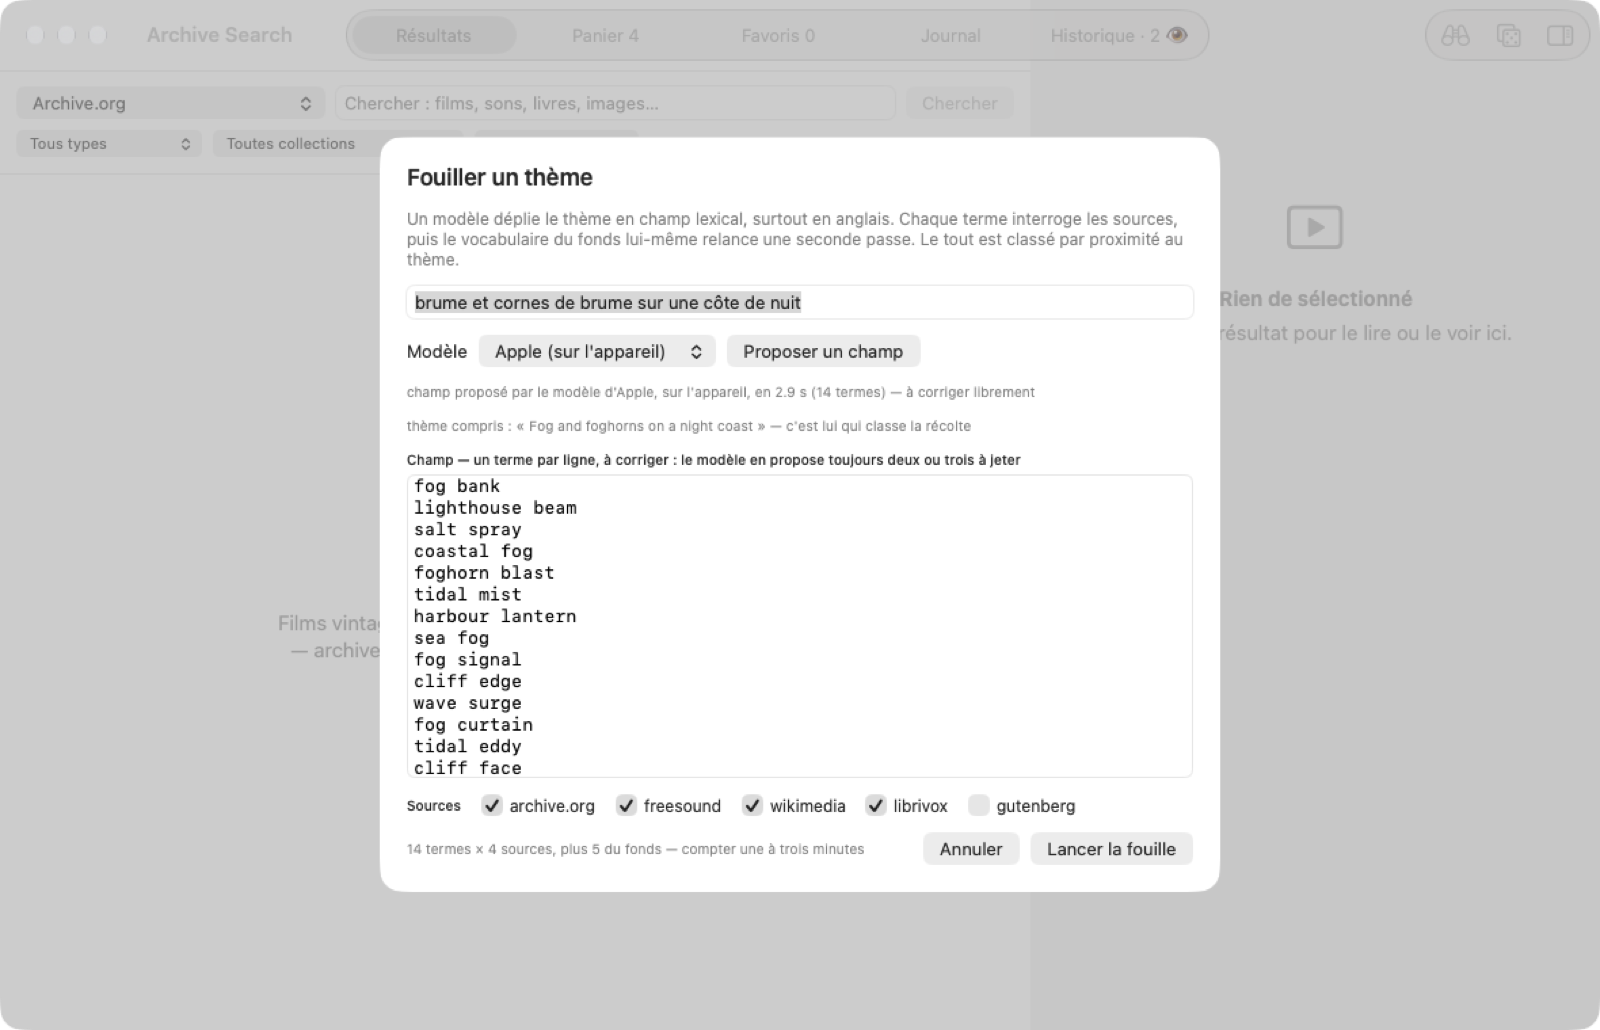 Archive Search
Résultats
Panier 4
Favoris 0
Journal
Historique · 2
Archive.org
Chercher : films, sons, livres, images...
Chercher
Tous types
Toutes collections
Fouiller un thème
Un modèle déplie le thème en champ lexical, surtout en anglais. Chaque terme interroge les sources,
puis le vocabulaire du fonds lui-même relance une seconde passe. Le tout est classé par proximité au
thème.
brume et cornes de brume sur une côte de nuit
Modèle
Apple (sur l'appareil)
Proposer un champ
champ proposé par le modèle d'Apple, sur l'appareil, en 2.9 s (14 termes) — à corriger librement
thème compris : « Fog and foghorns on a night coast » — c'est lui qui classe la récolte
Champ — un terme par ligne, à corriger : le modèle en propose toujours deux ou trois à jeter
fog bank
lighthouse beam
salt spray
coastal fog
foghorn blast
tidal mist
harbour lantern
sea fog
fog signal
cliff edge
wave surge
fog curtain
tidal eddy
cliff face
Sources
archive.org
freesound
wikimedia
librivox
gutenberg
14 termes × 4 sources, plus 5 du fonds — compter une à trois minutes
Annuler
Lancer la fouille
Films
— archive
Rien de sélectionné
résultat pour le lire ou le voir ici.